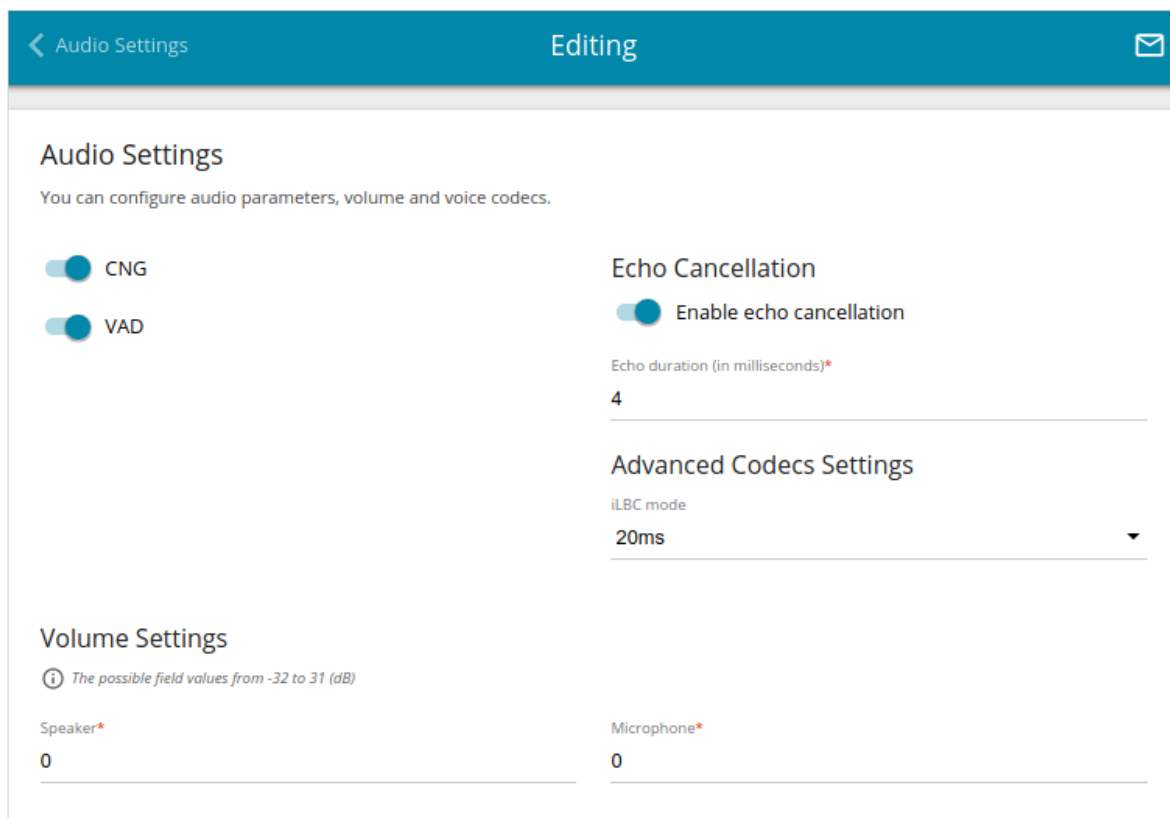 Audio Settings
Editing
Audio Settings
You can configure audio parameters, volume and voice codecs.
CNG
VAD
Echo Cancellation
Enable echo cancellation
Echo duration (in milliseconds)*
4
Advanced Codecs Settings
iLBC mode
20ms
Volume Settings
The possible field values from -32 to 31 (dB)
Speaker*
0
Microphone*
0